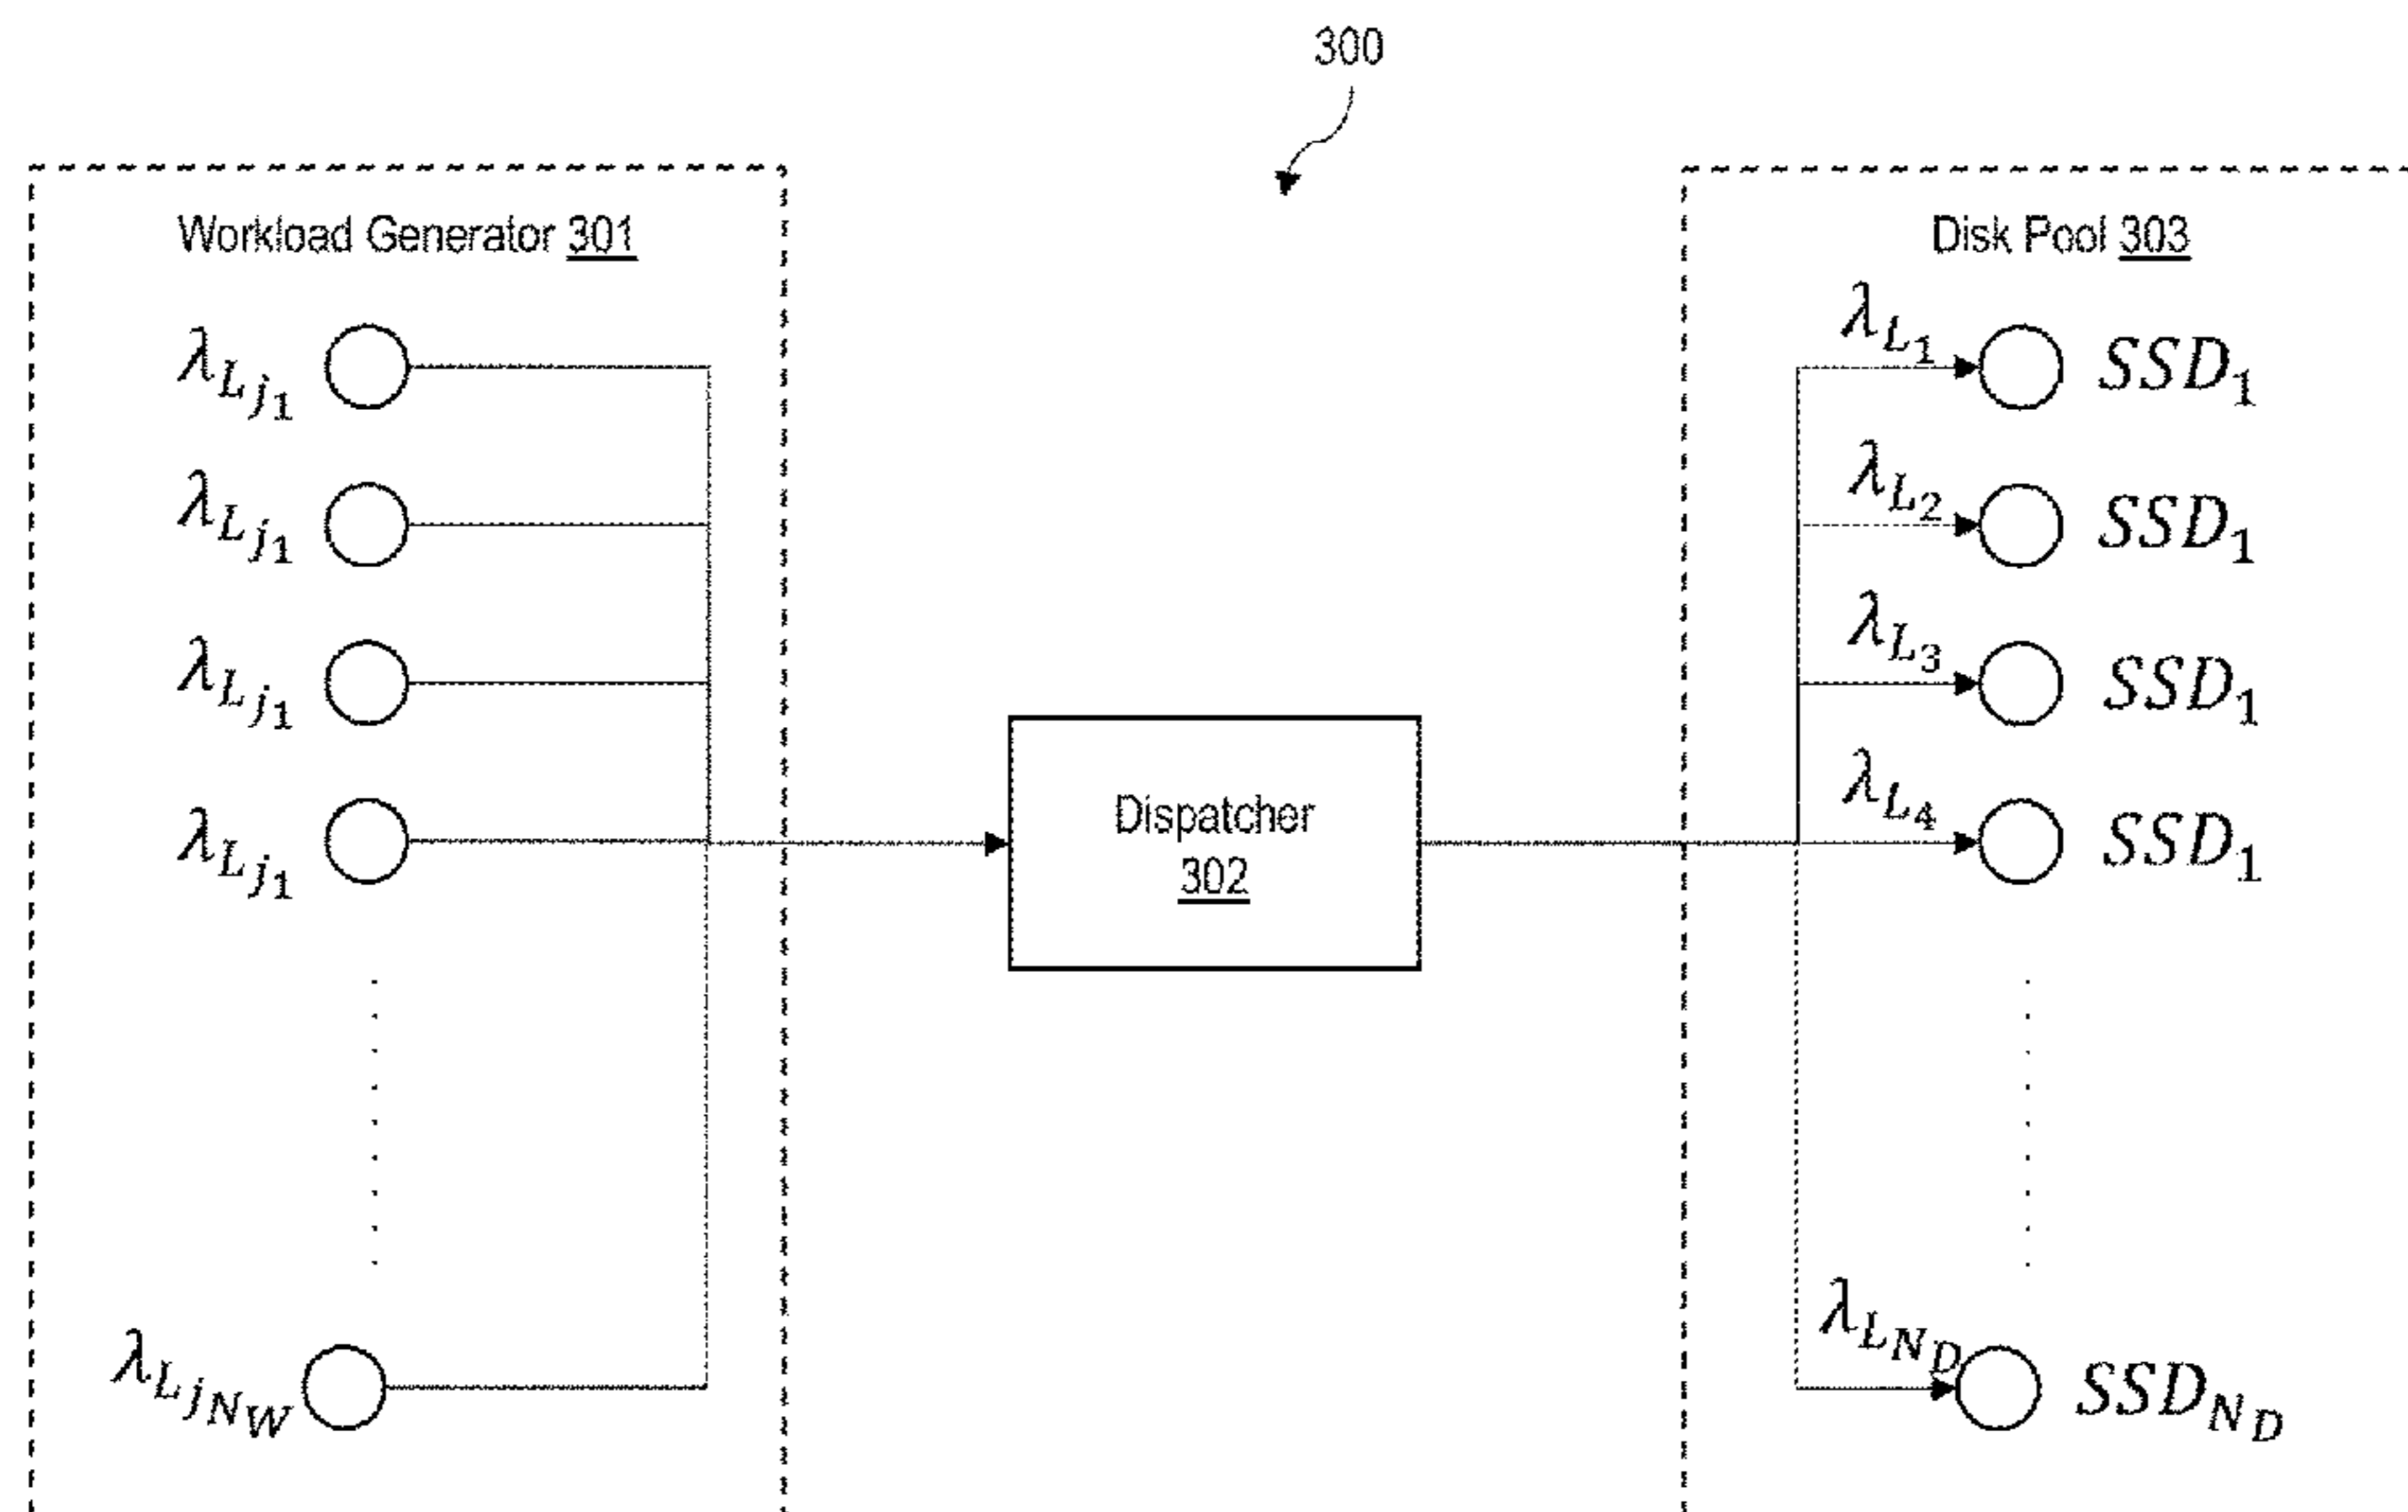 300
Workload Generator 301
λ_{L_{j_1}}
λ_{L_{j_1}}
λ_{L_{j_1}}
λ_{L_{j_1}}
λ_{L_{j_{N_W}}}
Dispatcher
302
Disk Pool 303
λ_{L_1} SSD_1
λ_{L_2} SSD_1
λ_{L_3} SSD_1
λ_{L_4} SSD_1
λ_{L_{N_D}} SSD_{N_D}